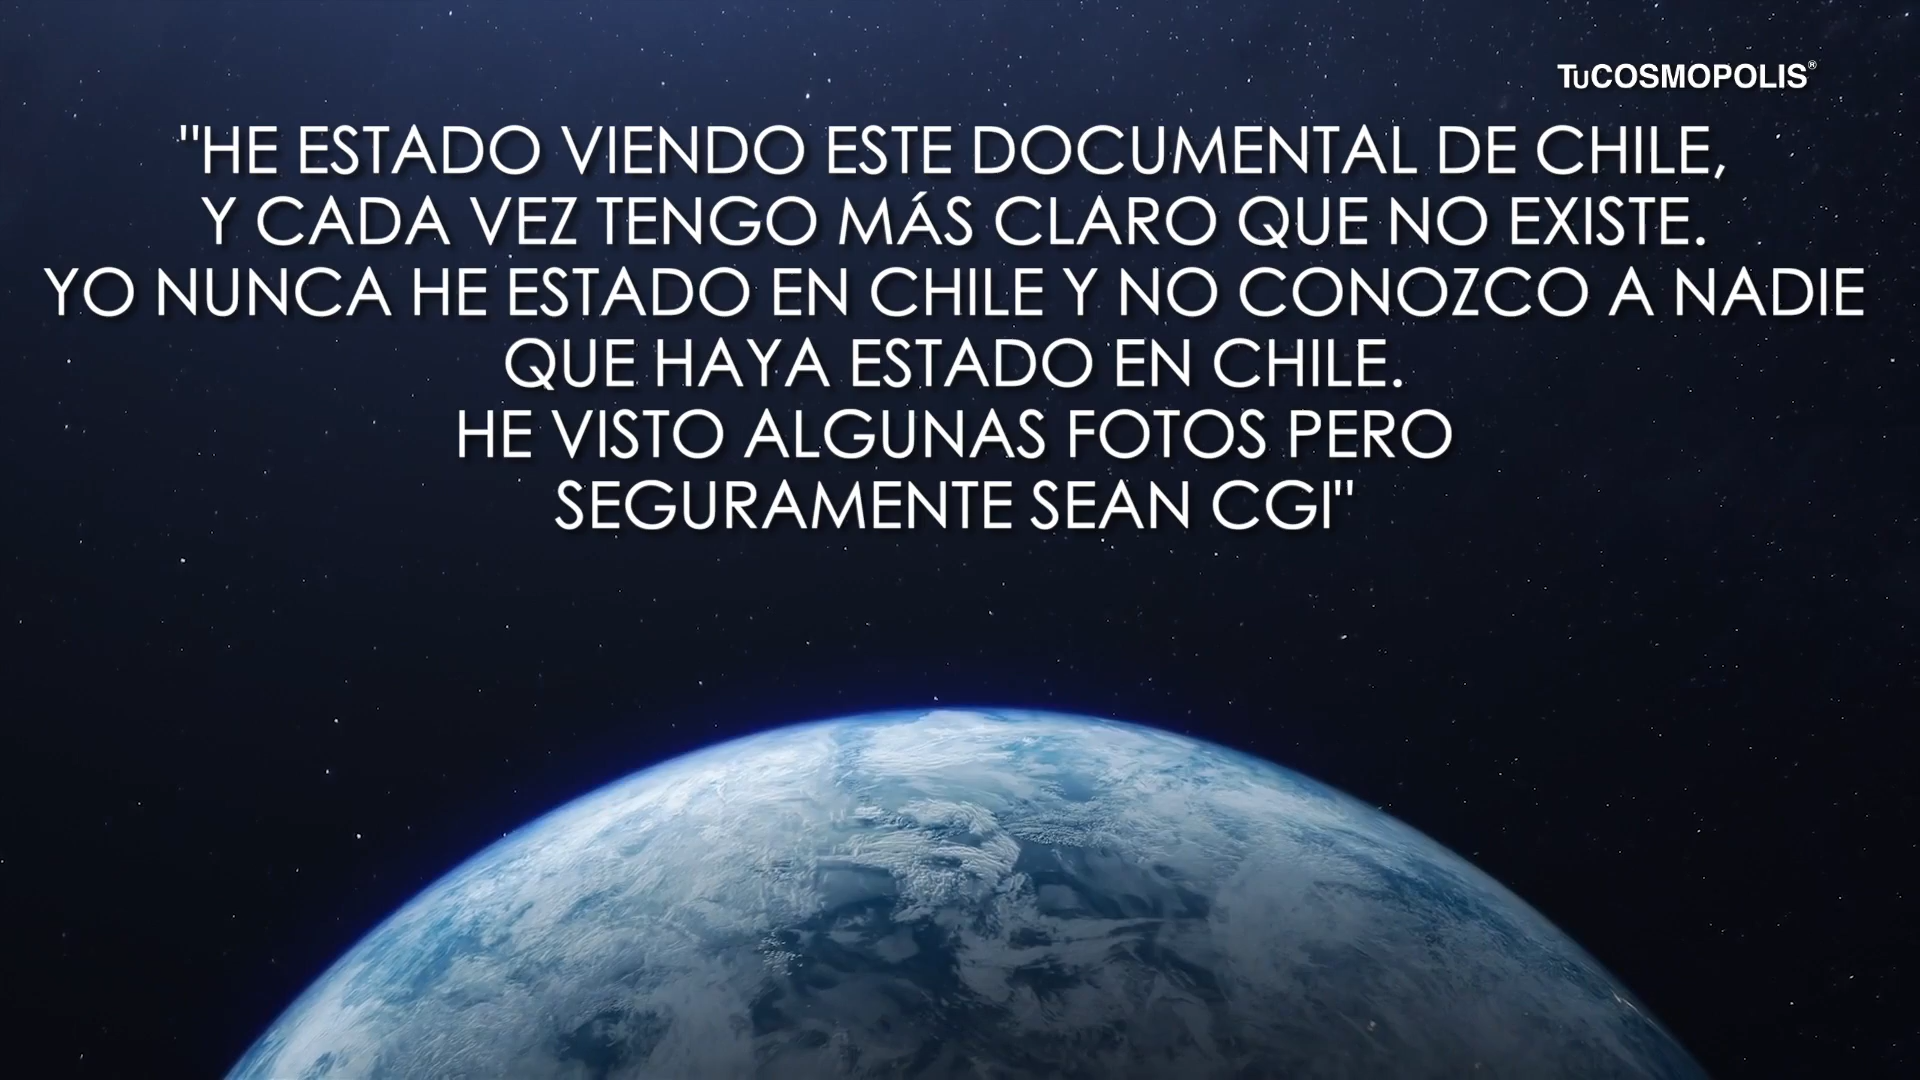 TuCOSMOPOLIS®
"HE ESTADO VIENDO ESTE DOCUMENTAL DE CHILE,
Y CADA VEZ TENGO MÁS CLARO QUE NO EXISTE.
YO NUNCA HE ESTADO EN CHILE Y NO CONOZCO A NADIE
QUE HAYA ESTADO EN CHILE.
HE VISTO ALGUNAS FOTOS PERO
SEGURAMENTE SEAN CGI"